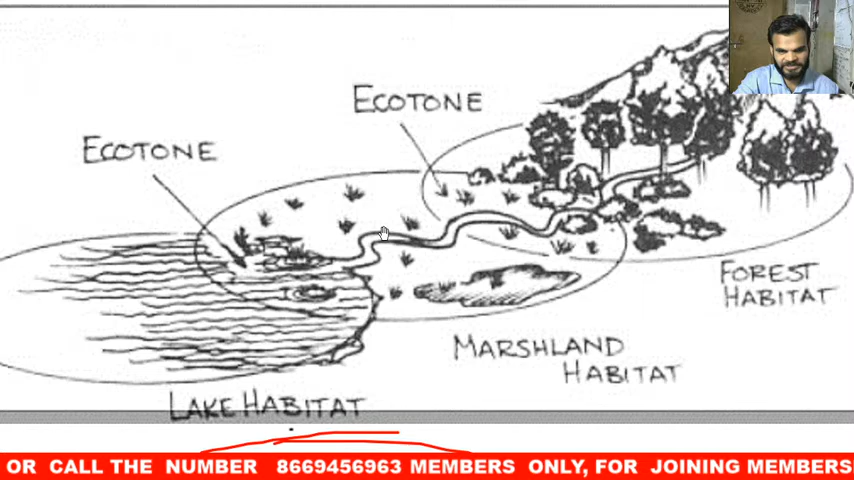 ECOTONE
ECOTONE
FOREST
HABITAT
MARSHLAND
HABITAT
LAKE HABITAT
OR CALL THE NUMBER 8669456963 MEMBERS ONLY, FOR JOINING MEMBERS